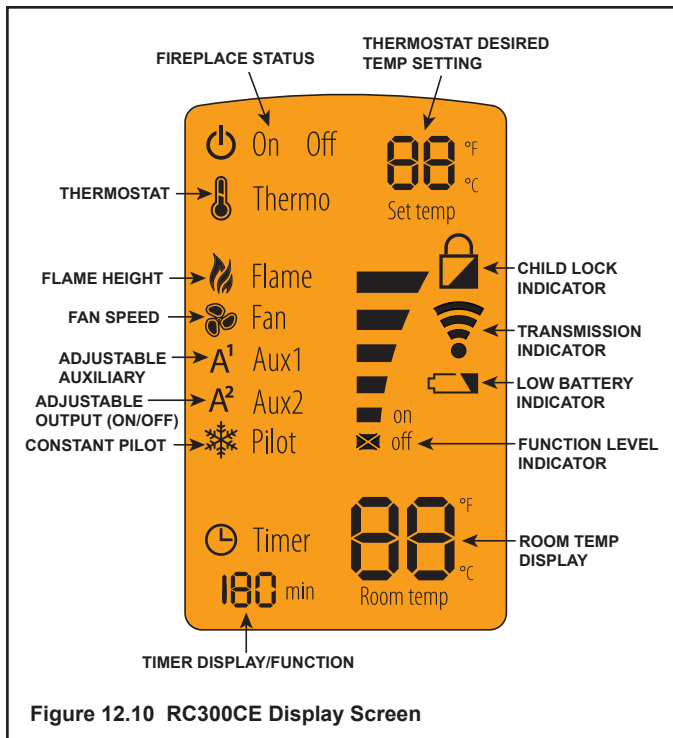 FIREPLACE STATUS
THERMOSTAT DESIRED
TEMP SETTING
On Off
88 °F
°C
Set temp
THERMOSTAT
Thermo
FLAME HEIGHT
Flame
CHILD LOCK
INDICATOR
FAN SPEED
Fan
TRANSMISSION
INDICATOR
ADJUSTABLE
AUXILIARY
A¹ Aux1
LOW BATTERY
INDICATOR
ADJUSTABLE
OUTPUT (ON/OFF)
A² Aux2
on
CONSTANT PILOT
Pilot
off
FUNCTION LEVEL
INDICATOR
Timer
180 min
88 °F
°C
Room temp
ROOM TEMP
DISPLAY
TIMER DISPLAY/FUNCTION
Figure 12.10 RC300CE Display Screen